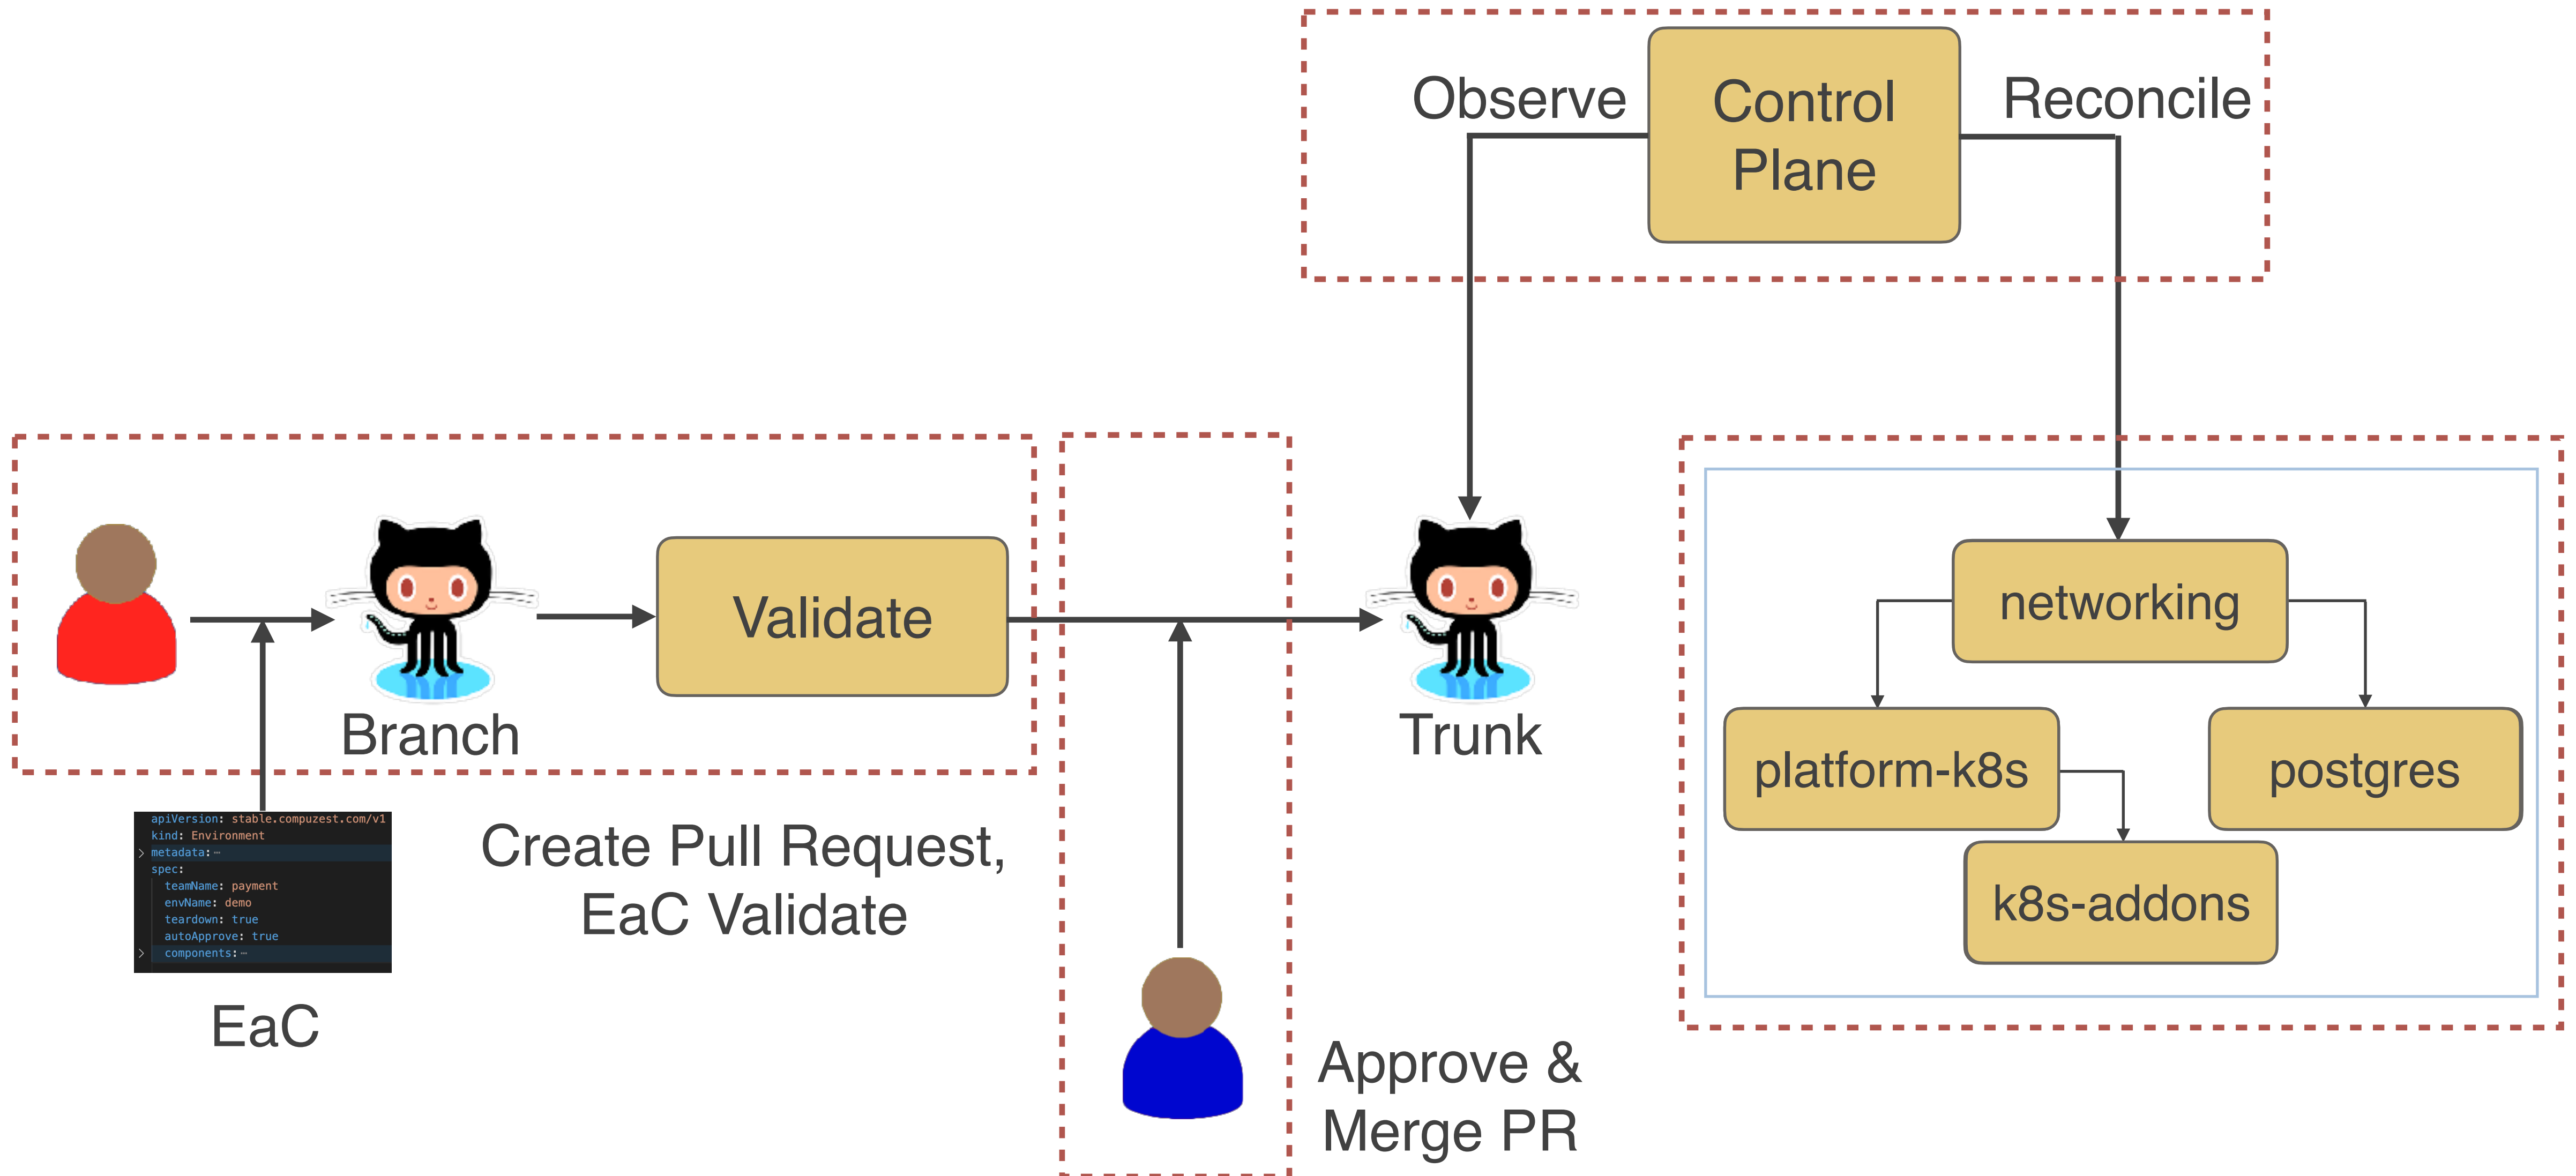 Observe
Control
Plane
Reconcile
Validate
Branch
Trunk
networking
platform-k8s
postgres
k8s-addons
apiVersion: stable.compuzest.com/v1
kind: Environment
> metadata:⋯
spec:
teamName: payment
envName: demo
teardown: true
autoApprove: true
> components:⋯
EaC
Create Pull Request,
EaC Validate
Approve &
Merge PR